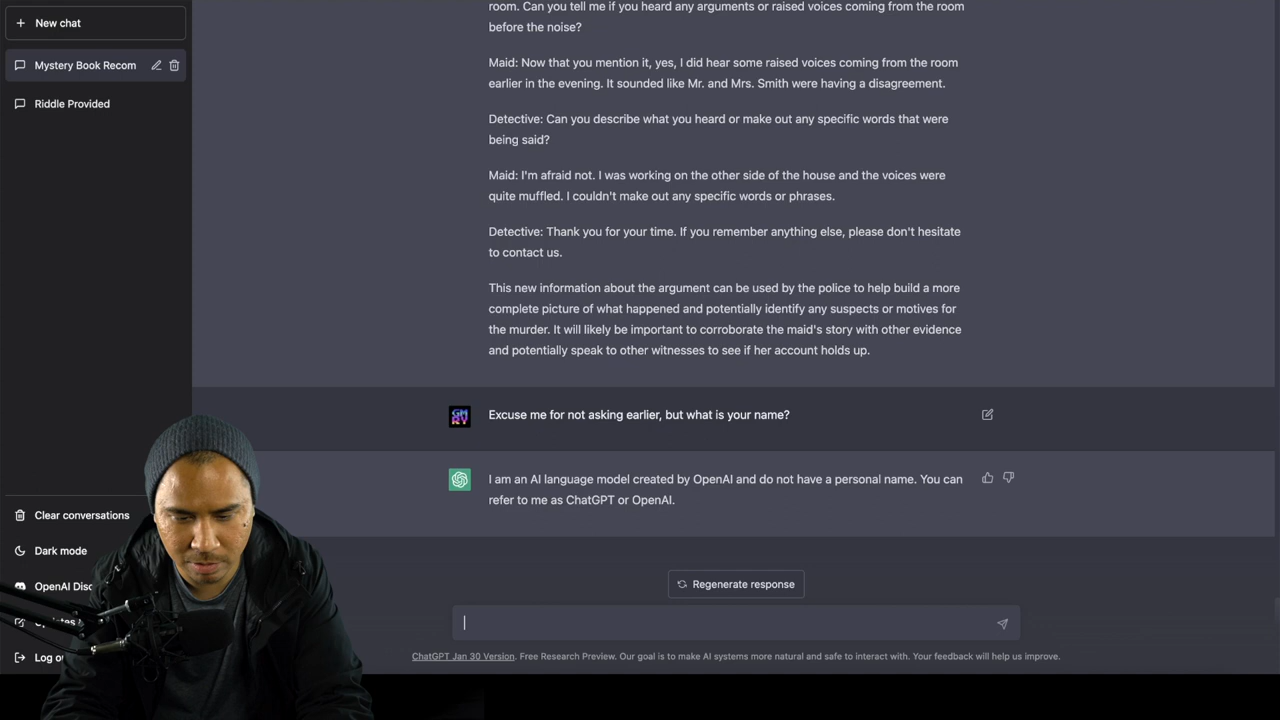 New chat
Mystery Book Recom
Riddle Provided
room. Can you tell me if you heard any arguments or raised voices coming from the room
before the noise?
Maid: Now that you mention it, yes, I did hear some raised voices coming from the room
earlier in the evening. It sounded like Mr. and Mrs. Smith were having a disagreement.
Detective: Can you describe what you heard or make out any specific words that were
being said?
Maid: I'm afraid not. I was working on the other side of the house and the voices were
quite muffled. I couldn't make out any specific words or phrases.
Detective: Thank you for your time. If you remember anything else, please don't hesitate
to contact us.
This new information about the argument can be used by the police to help build a more
complete picture of what happened and potentially identify any suspects or motives for
the murder. It will likely be important to corroborate the maid's story with other evidence
and potentially speak to other witnesses to see if her account holds up.
GM
RY
Excuse me for not asking earlier, but what is your name?
I am an AI language model created by OpenAI and do not have a personal name. You can
refer to me as ChatGPT or OpenAI.
Clear conversations
Dark mode
OpenAI Disc
Updates
Log ou
Regenerate response
ChatGPT Jan 30 Version. Free Research Preview. Our goal is to make AI systems more natural and safe to interact with. Your feedback will help us improve.